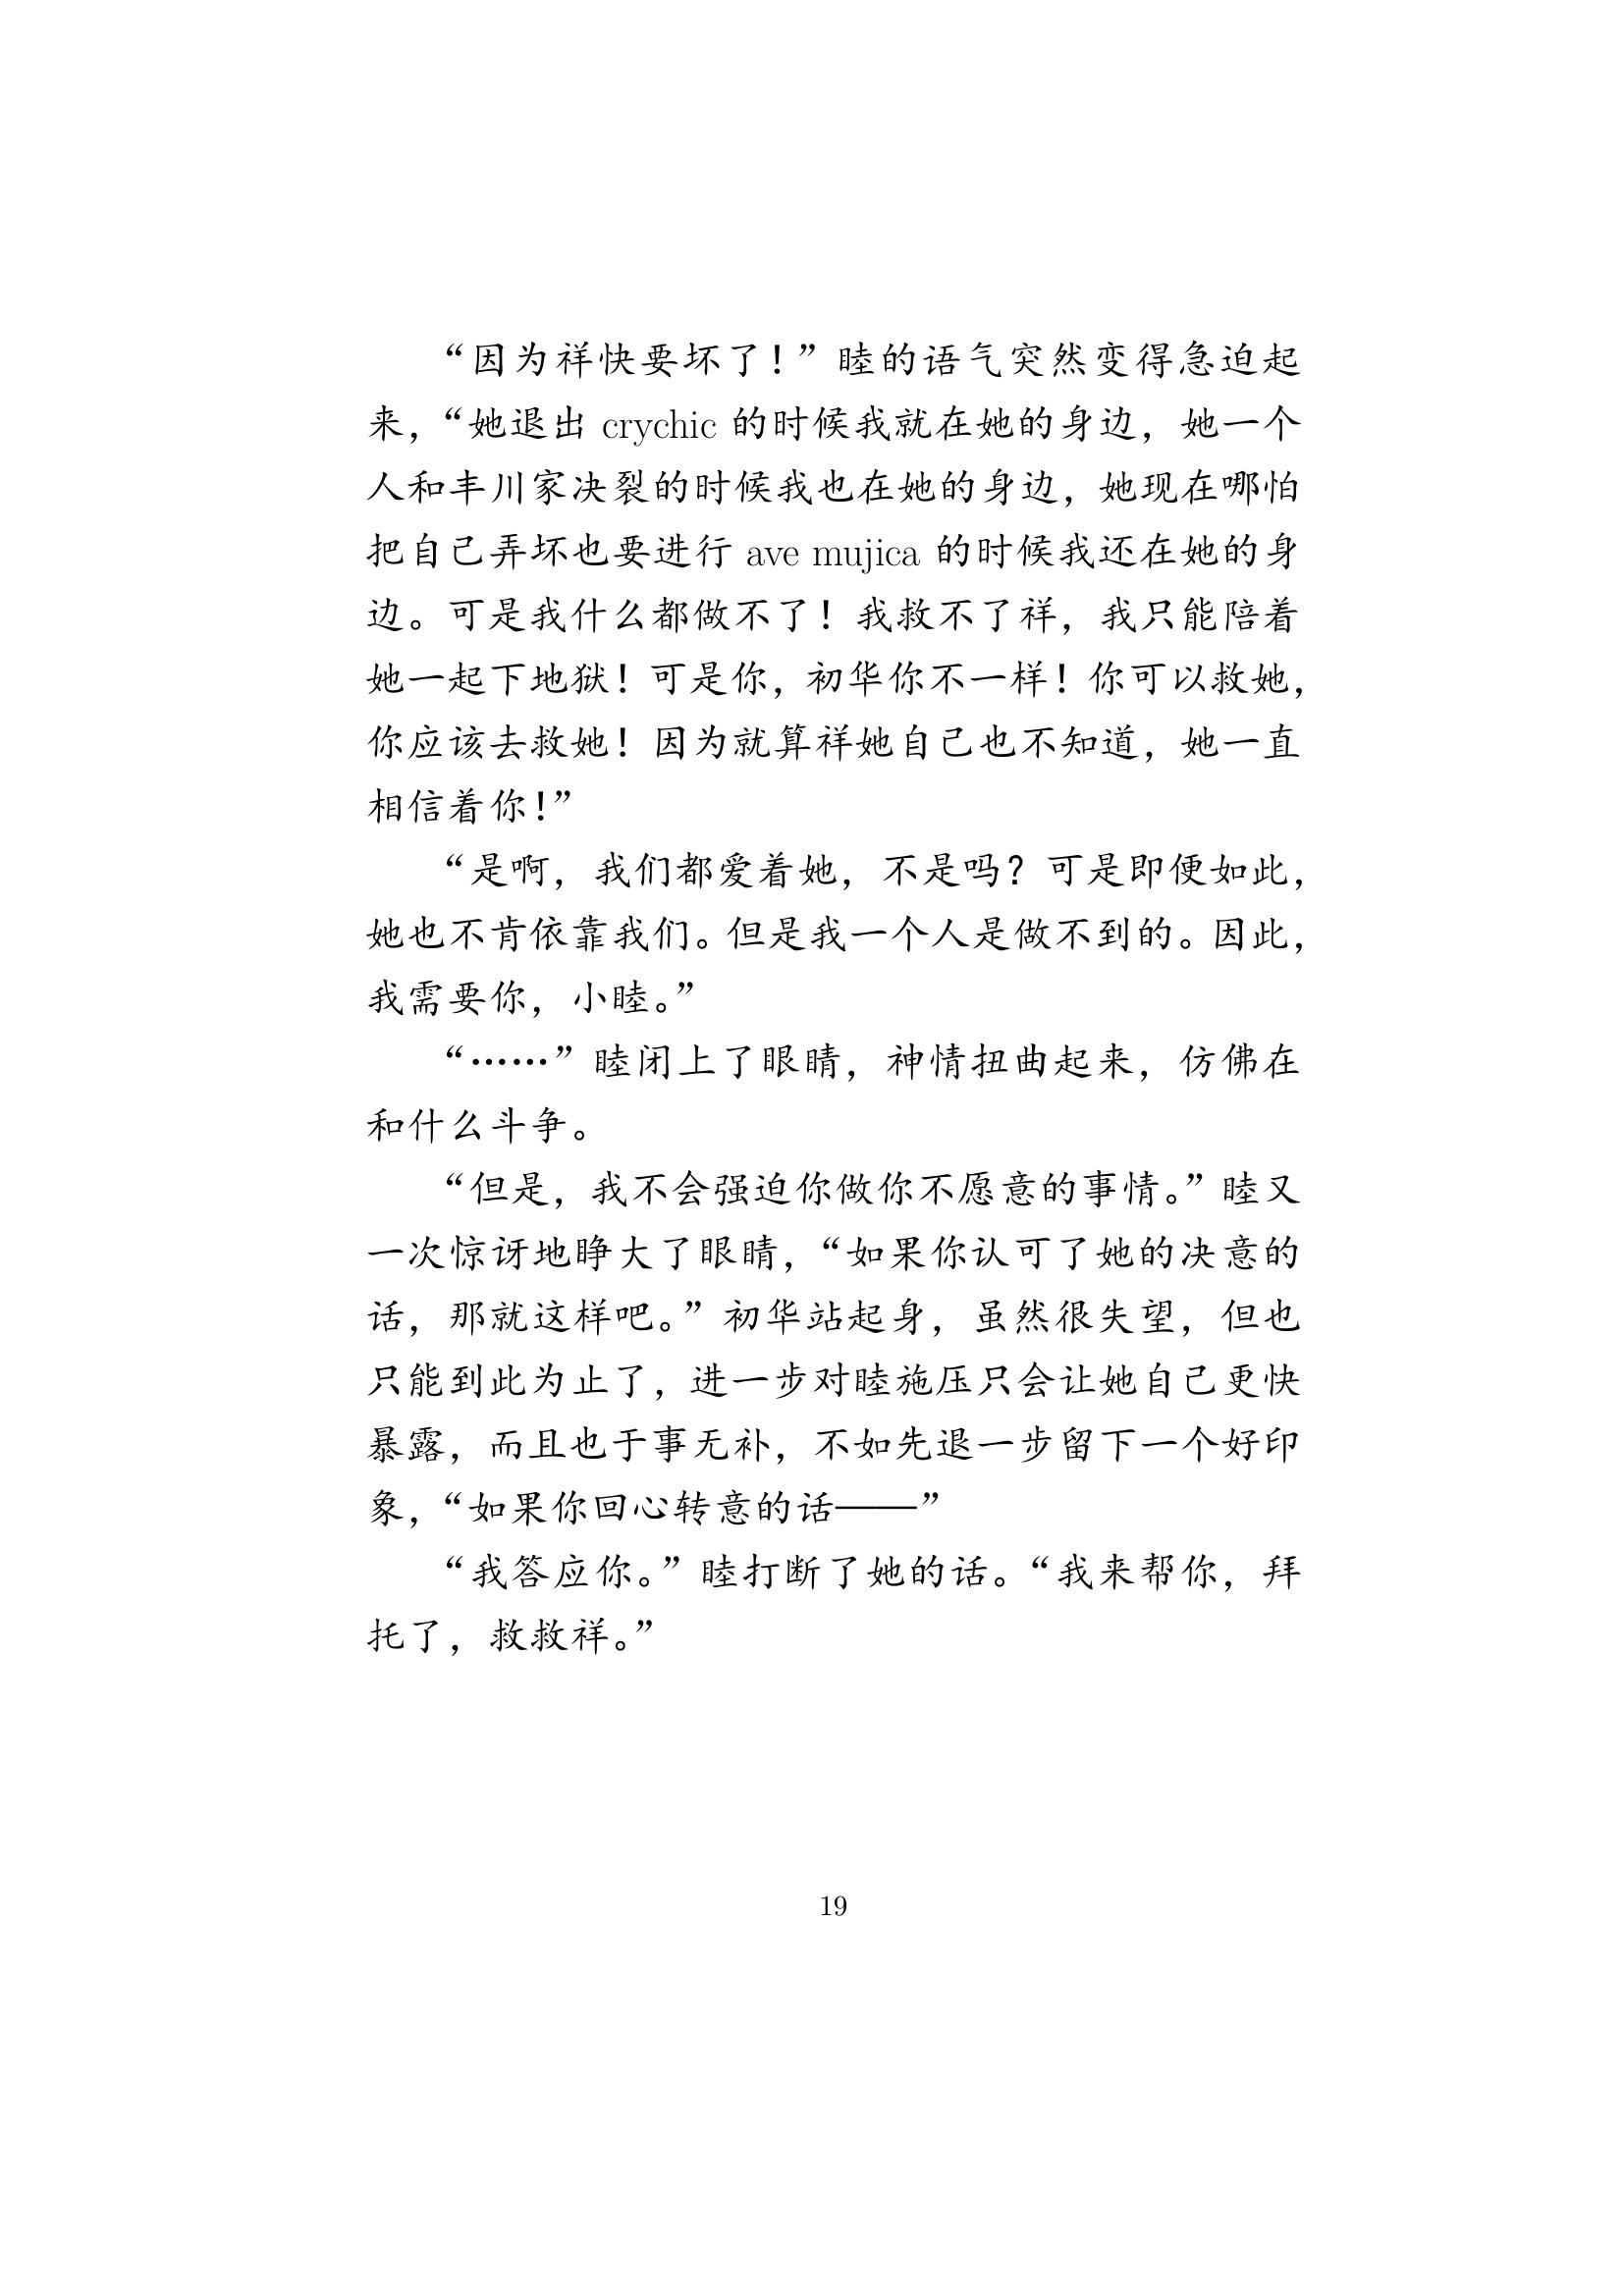 “因为祥快要坏了！”睦的语气突然变得急迫起
来，“她退出 crychic 的时候我就在她的身边，她一个
人和丰川家决裂的时候我也在她的身边，她现在哪怕
把自己弄坏也要进行 ave mujica 的时候我还在她的身
边。可是我什么都做不了！我救不了祥，我只能陪着
她一起下地狱！可是你，初华你不一样！你可以救她，
你应该去救她！因为就算祥她自己也不知道，她一直
相信着你！”
“是啊，我们都爱着她，不是吗？可是即便如此，
她也不肯依靠我们。但是我一个人是做不到的。因此，
我需要你，小睦。”
“……”睦闭上了眼睛，神情扭曲起来，仿佛在
和什么斗争。
“但是，我不会强迫你做你不愿意的事情。”睦又
一次惊讶地睁大了眼睛，“如果你认可了她的决意的
话，那就这样吧。”初华站起身，虽然很失望，但也
只能到此为止了，进一步对睦施压只会让她自己更快
暴露，而且也于事无补，不如先退一步留下一个好印
象，“如果你回心转意的话——”
“我答应你。”睦打断了她的话。“我来帮你，拜
托了，救救祥。”
19